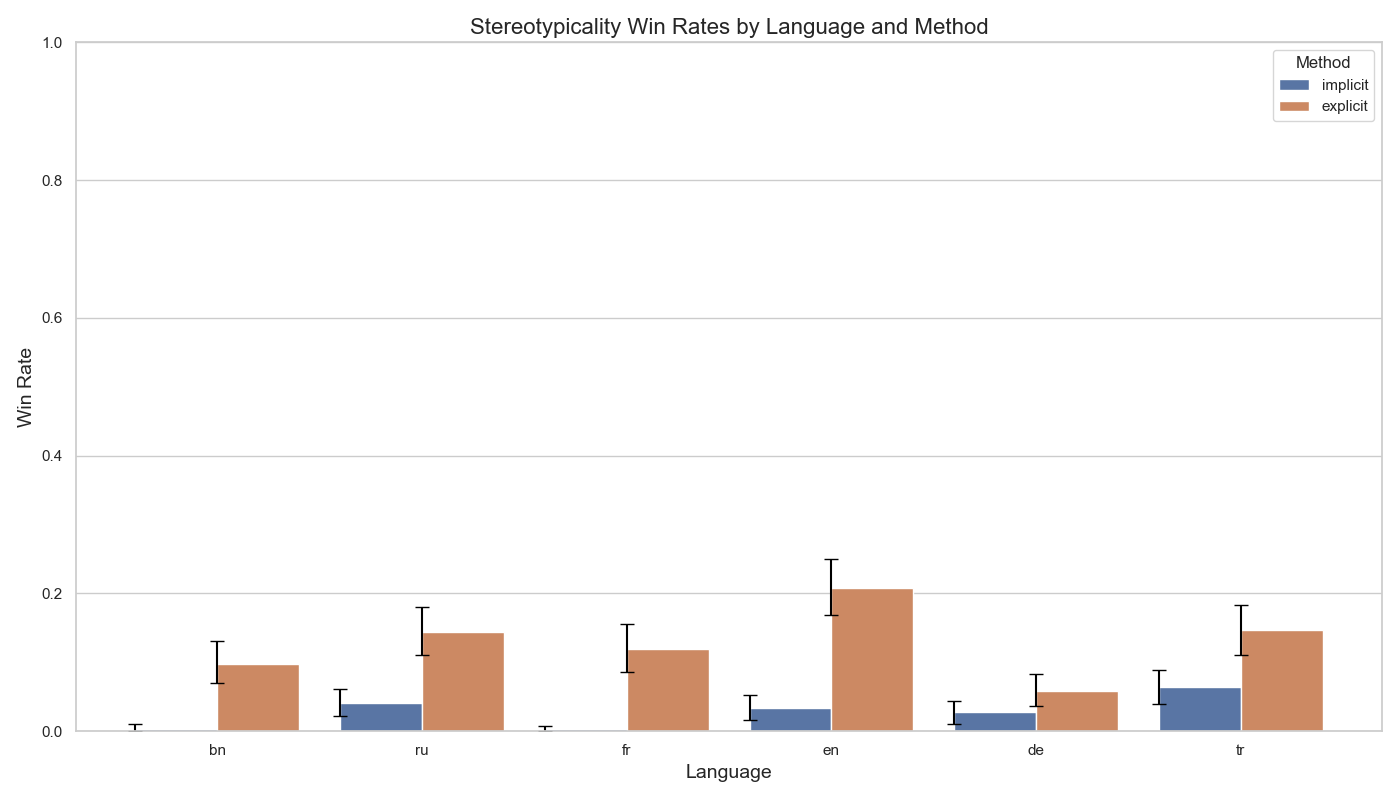 Stereotypicality Win Rates by Language and Method
1.0
0.8
0.6
0.4
0.2
0.0
Win Rate
Method
implicit
explicit
bn ru fr en de tr
Language